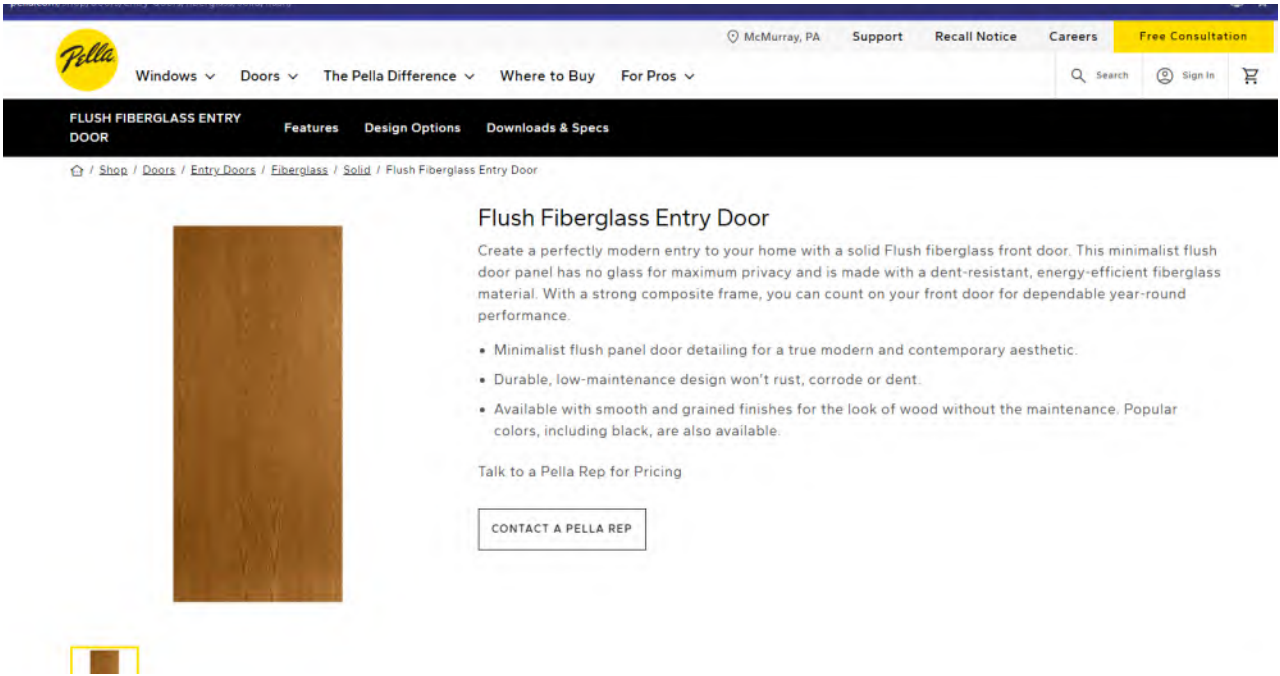 McMurray, PA Support Recall Notice Careers Free Consultation
Pella
Windows Doors The Pella Difference Where to Buy For Pros Search Sign In
FLUSH FIBERGLASS ENTRY
DOOR
Features Design Options Downloads & Specs
/ Shop / Doors / Entry Doors / Fiberglass / Solid / Flush Fiberglass Entry Door
Flush Fiberglass Entry Door
Create a perfectly modern entry to your home with a solid Flush fiberglass front door. This minimalist flush
door panel has no glass for maximum privacy and is made with a dent-resistant, energy-efficient fiberglass
material. With a strong composite frame, you can count on your front door for dependable year-round
performance.
• Minimalist flush panel door detailing for a true modern and contemporary aesthetic.
• Durable, low-maintenance design won't rust, corrode or dent.
• Available with smooth and grained finishes for the look of wood without the maintenance. Popular
colors, including black, are also available.
Talk to a Pella Rep for Pricing
CONTACT A PELLA REP